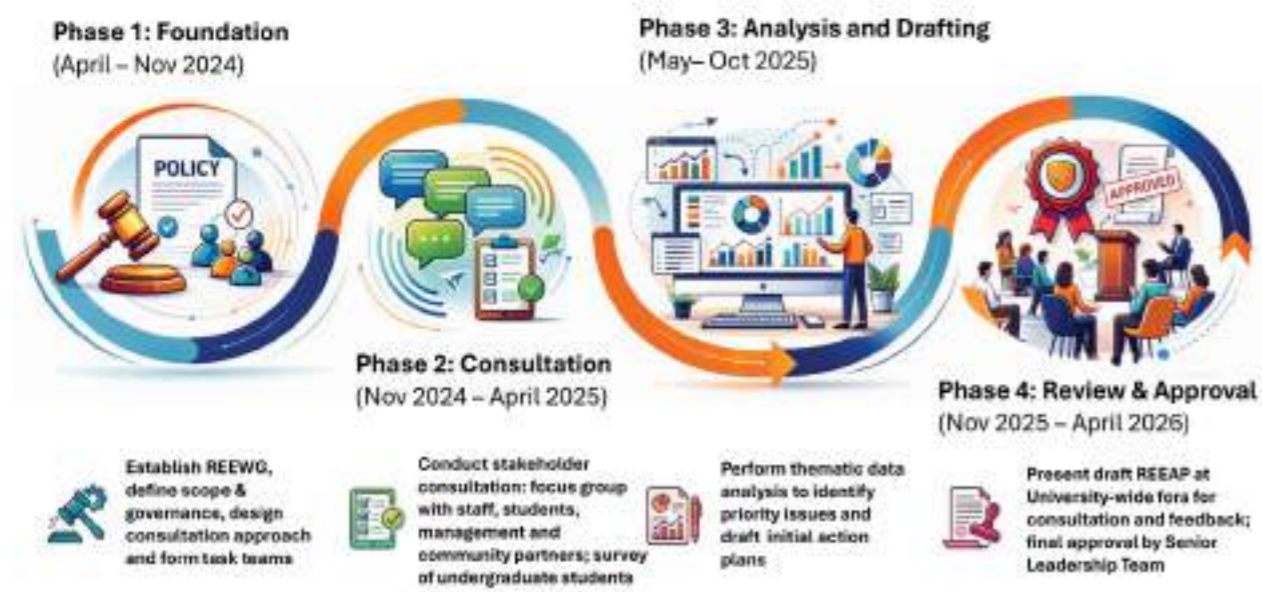 Phase 1: Foundation
(April – Nov 2024)
Phase 3: Analysis and Drafting
(May– Oct 2025)
POLICY
APPROVED
Phase 2: Consultation
(Nov 2024 – April 2025)
Phase 4: Review & Approval
(Nov 2025 – April 2026)
Establish REEWG,
define scope &
governance, design
consultation approach
and form task teams
Conduct stakeholder
consultation: focus group
with staff, students,
management and
community partners; survey
of undergraduate students
Perform thematic data
analysis to identify
priority issues and
draft initial action
plans
Present draft REEAP at
University-wide fora for
consultation and feedback;
final approval by Senior
Leadership Team